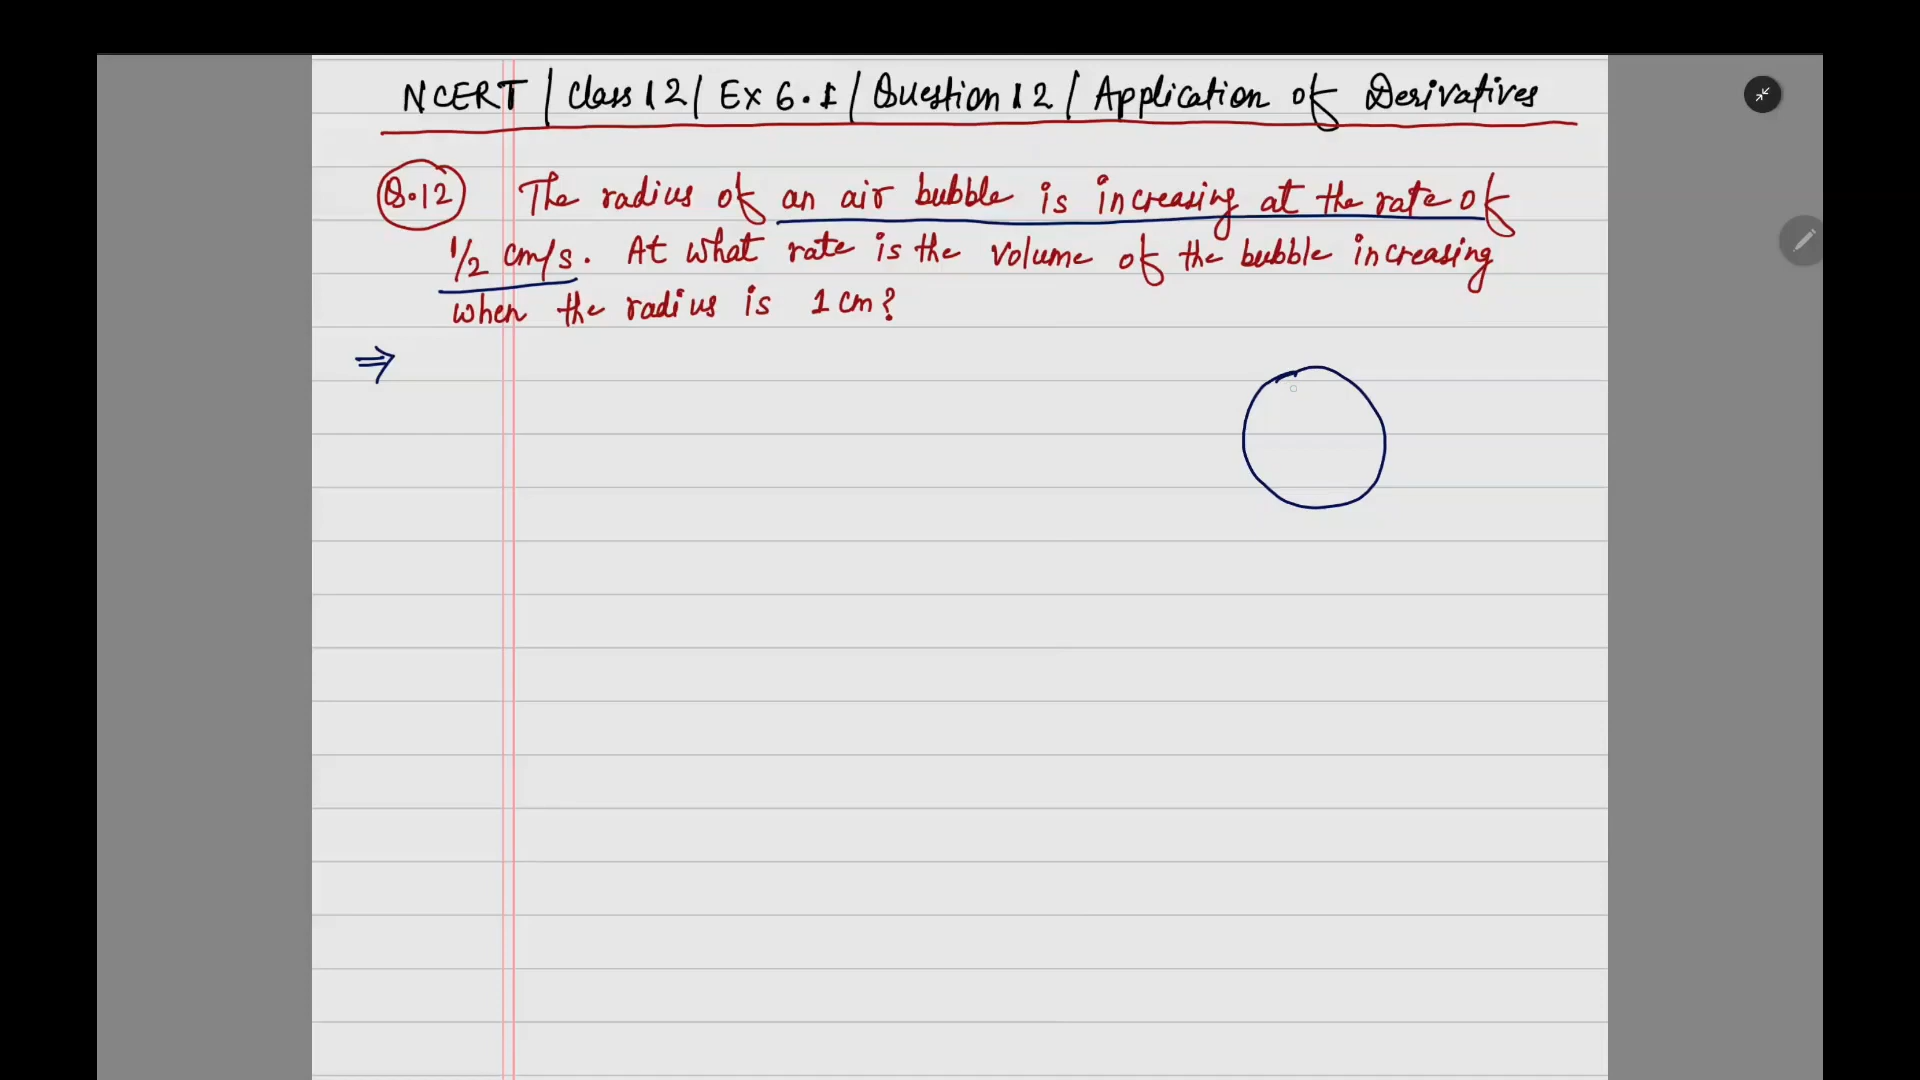 NCERT / Class 12 / Ex 6.1 / Question 12 / Application of Derivatives
Q.12 The radius of an air bubble is increasing at the rate of
1/2 cm/s. At what rate is the volume of the bubble increasing
when the radius is 1 cm?
⇒